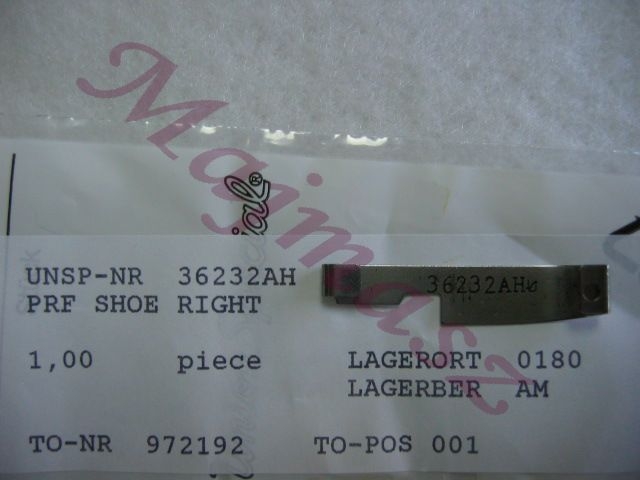 Majmasz
UNSP-NR 36232AH
36232AH
PRF SHOE RIGHT
1,00 piece LAGERORT 0180
LAGERBER AM
TO-NR 972192 TO-POS 001